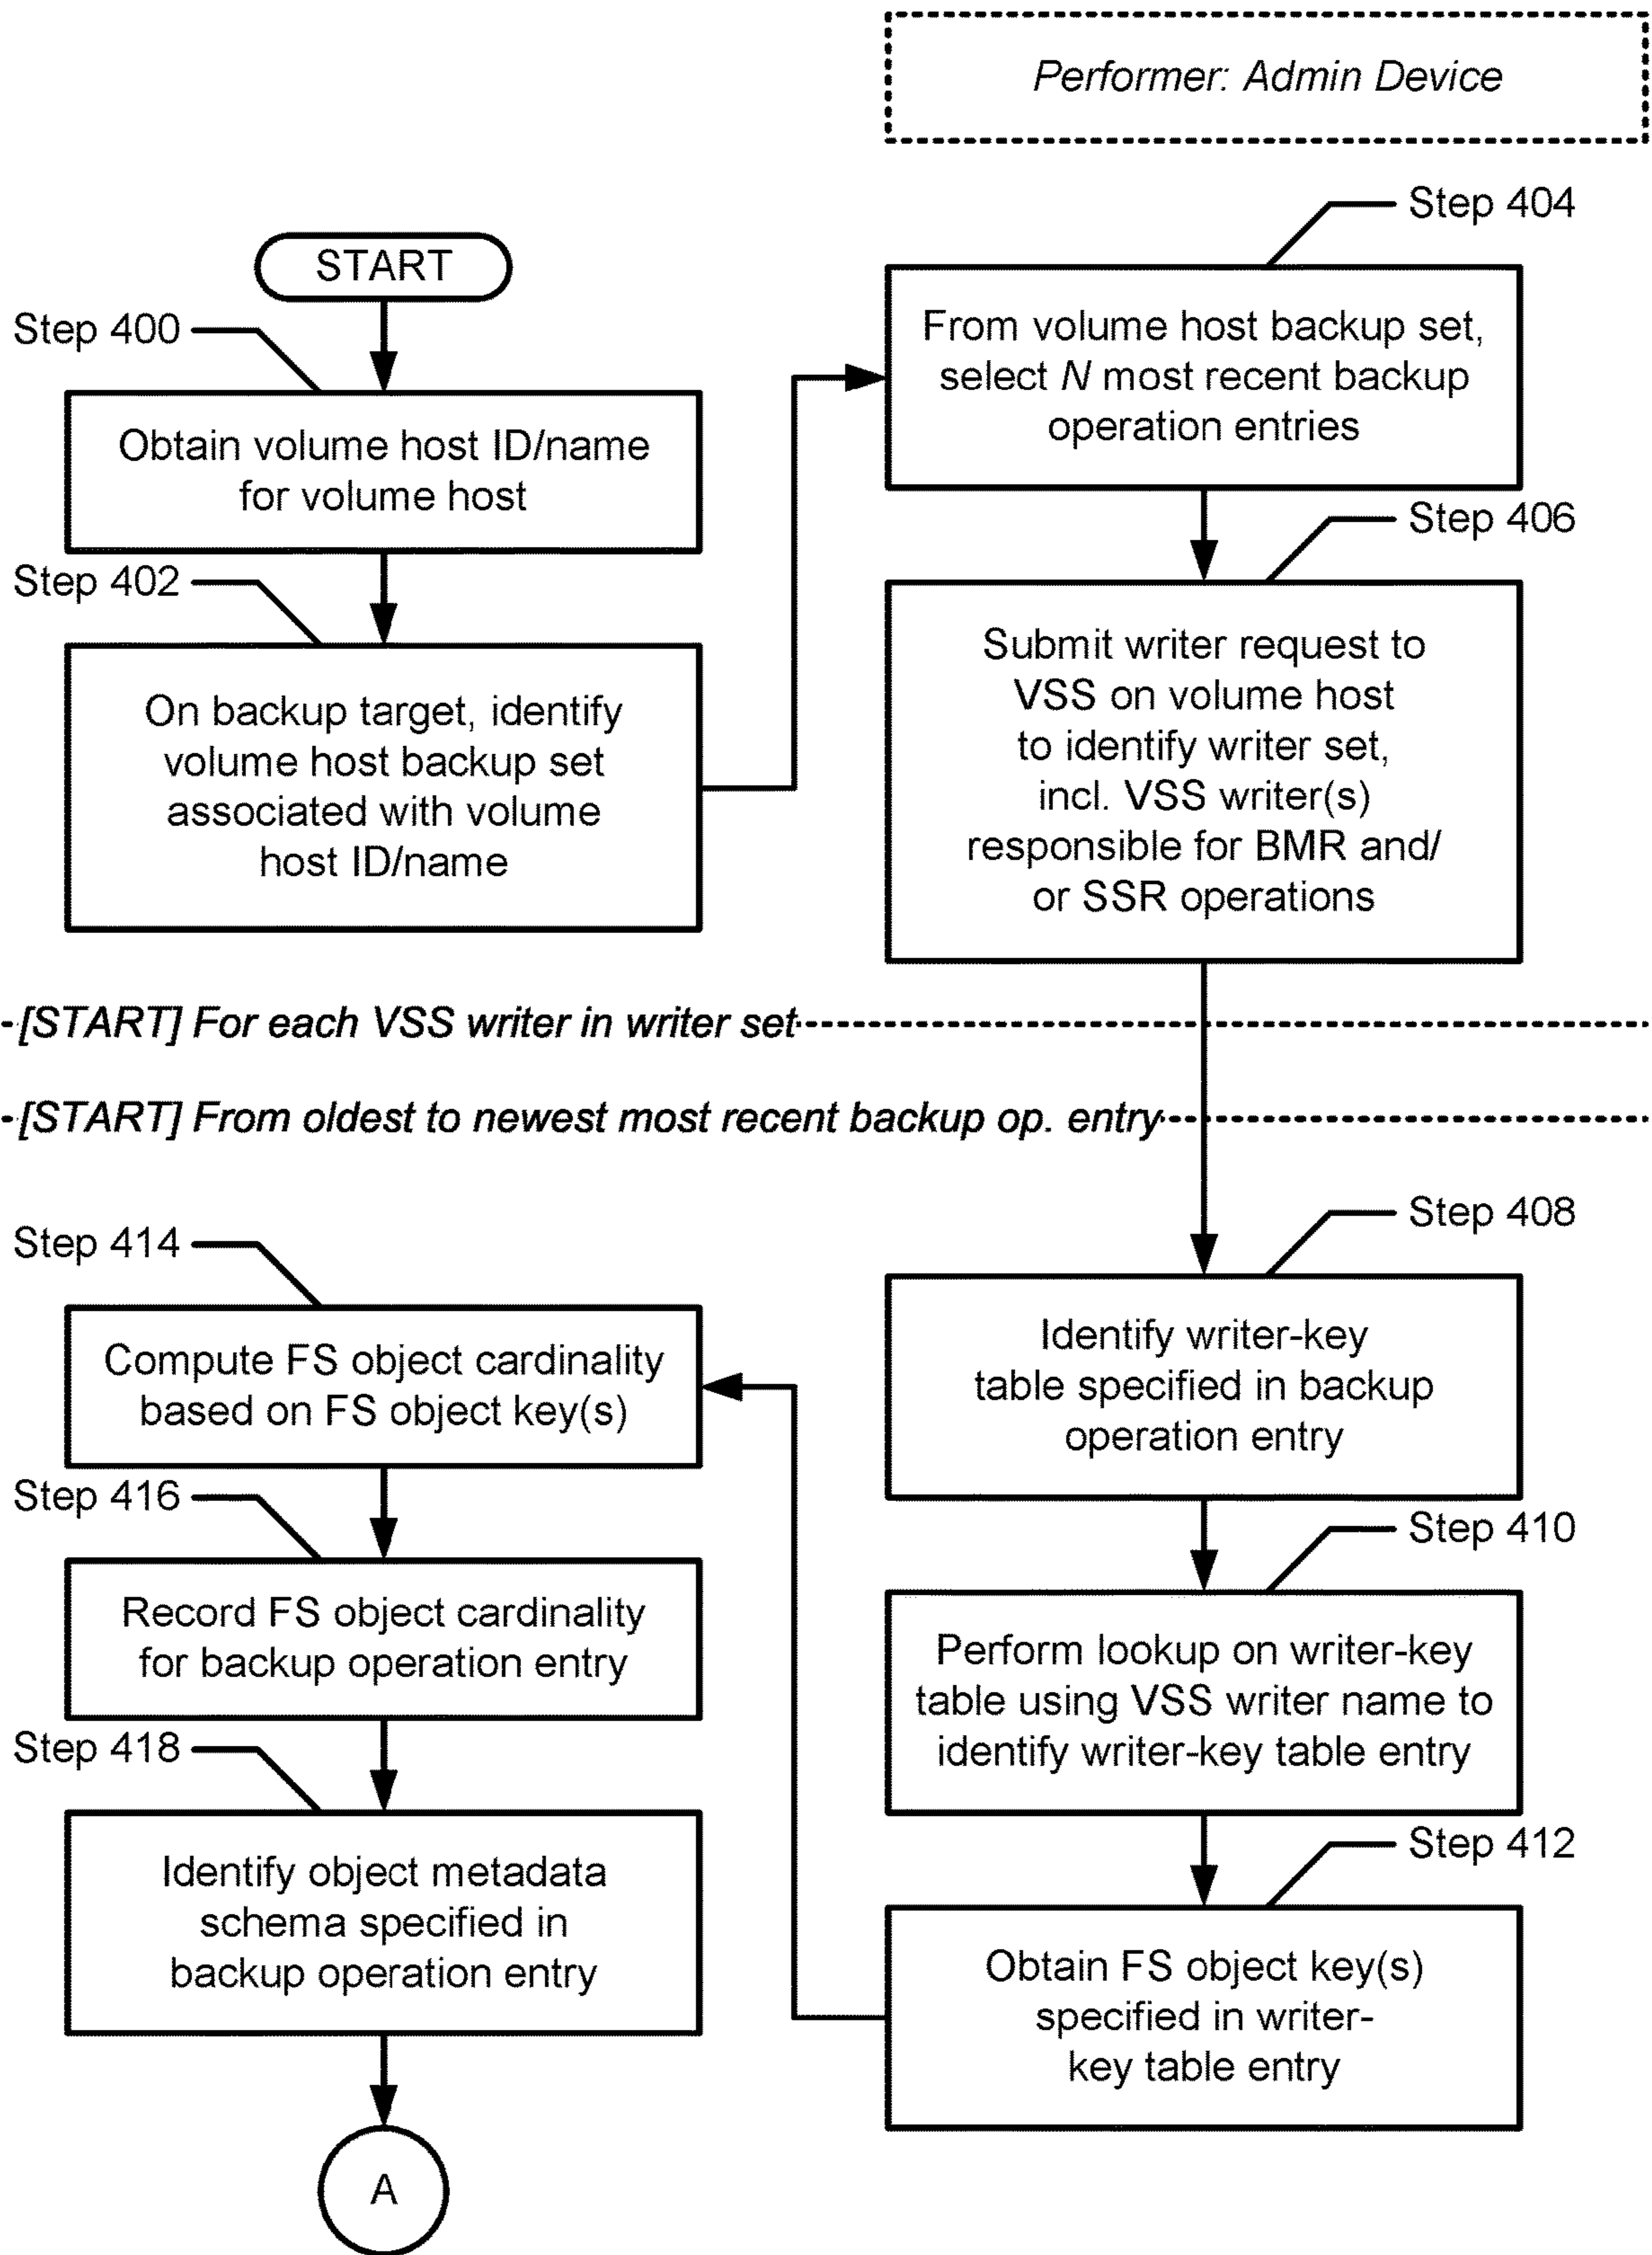 Performer: Admin Device
START
Step 400
Obtain volume host ID/name
for volume host
Step 402
On backup target, identify
volume host backup set
associated with volume
host ID/name
Step 404
From volume host backup set,
select N most recent backup
operation entries
Step 406
Submit writer request to
VSS on volume host
to identify writer set,
incl. VSS writer(s)
responsible for BMR and/
or SSR operations
[START] For each VSS writer in writer set
[START] From oldest to newest most recent backup op. entry
Step 408
Identify writer-key
table specified in backup
operation entry
Step 410
Perform lookup on writer-key
table using VSS writer name to
identify writer-key table entry
Step 412
Obtain FS object key(s)
specified in writer-
key table entry
Step 414
Compute FS object cardinality
based on FS object key(s)
Step 416
Record FS object cardinality
for backup operation entry
Step 418
Identify object metadata
schema specified in
backup operation entry
A